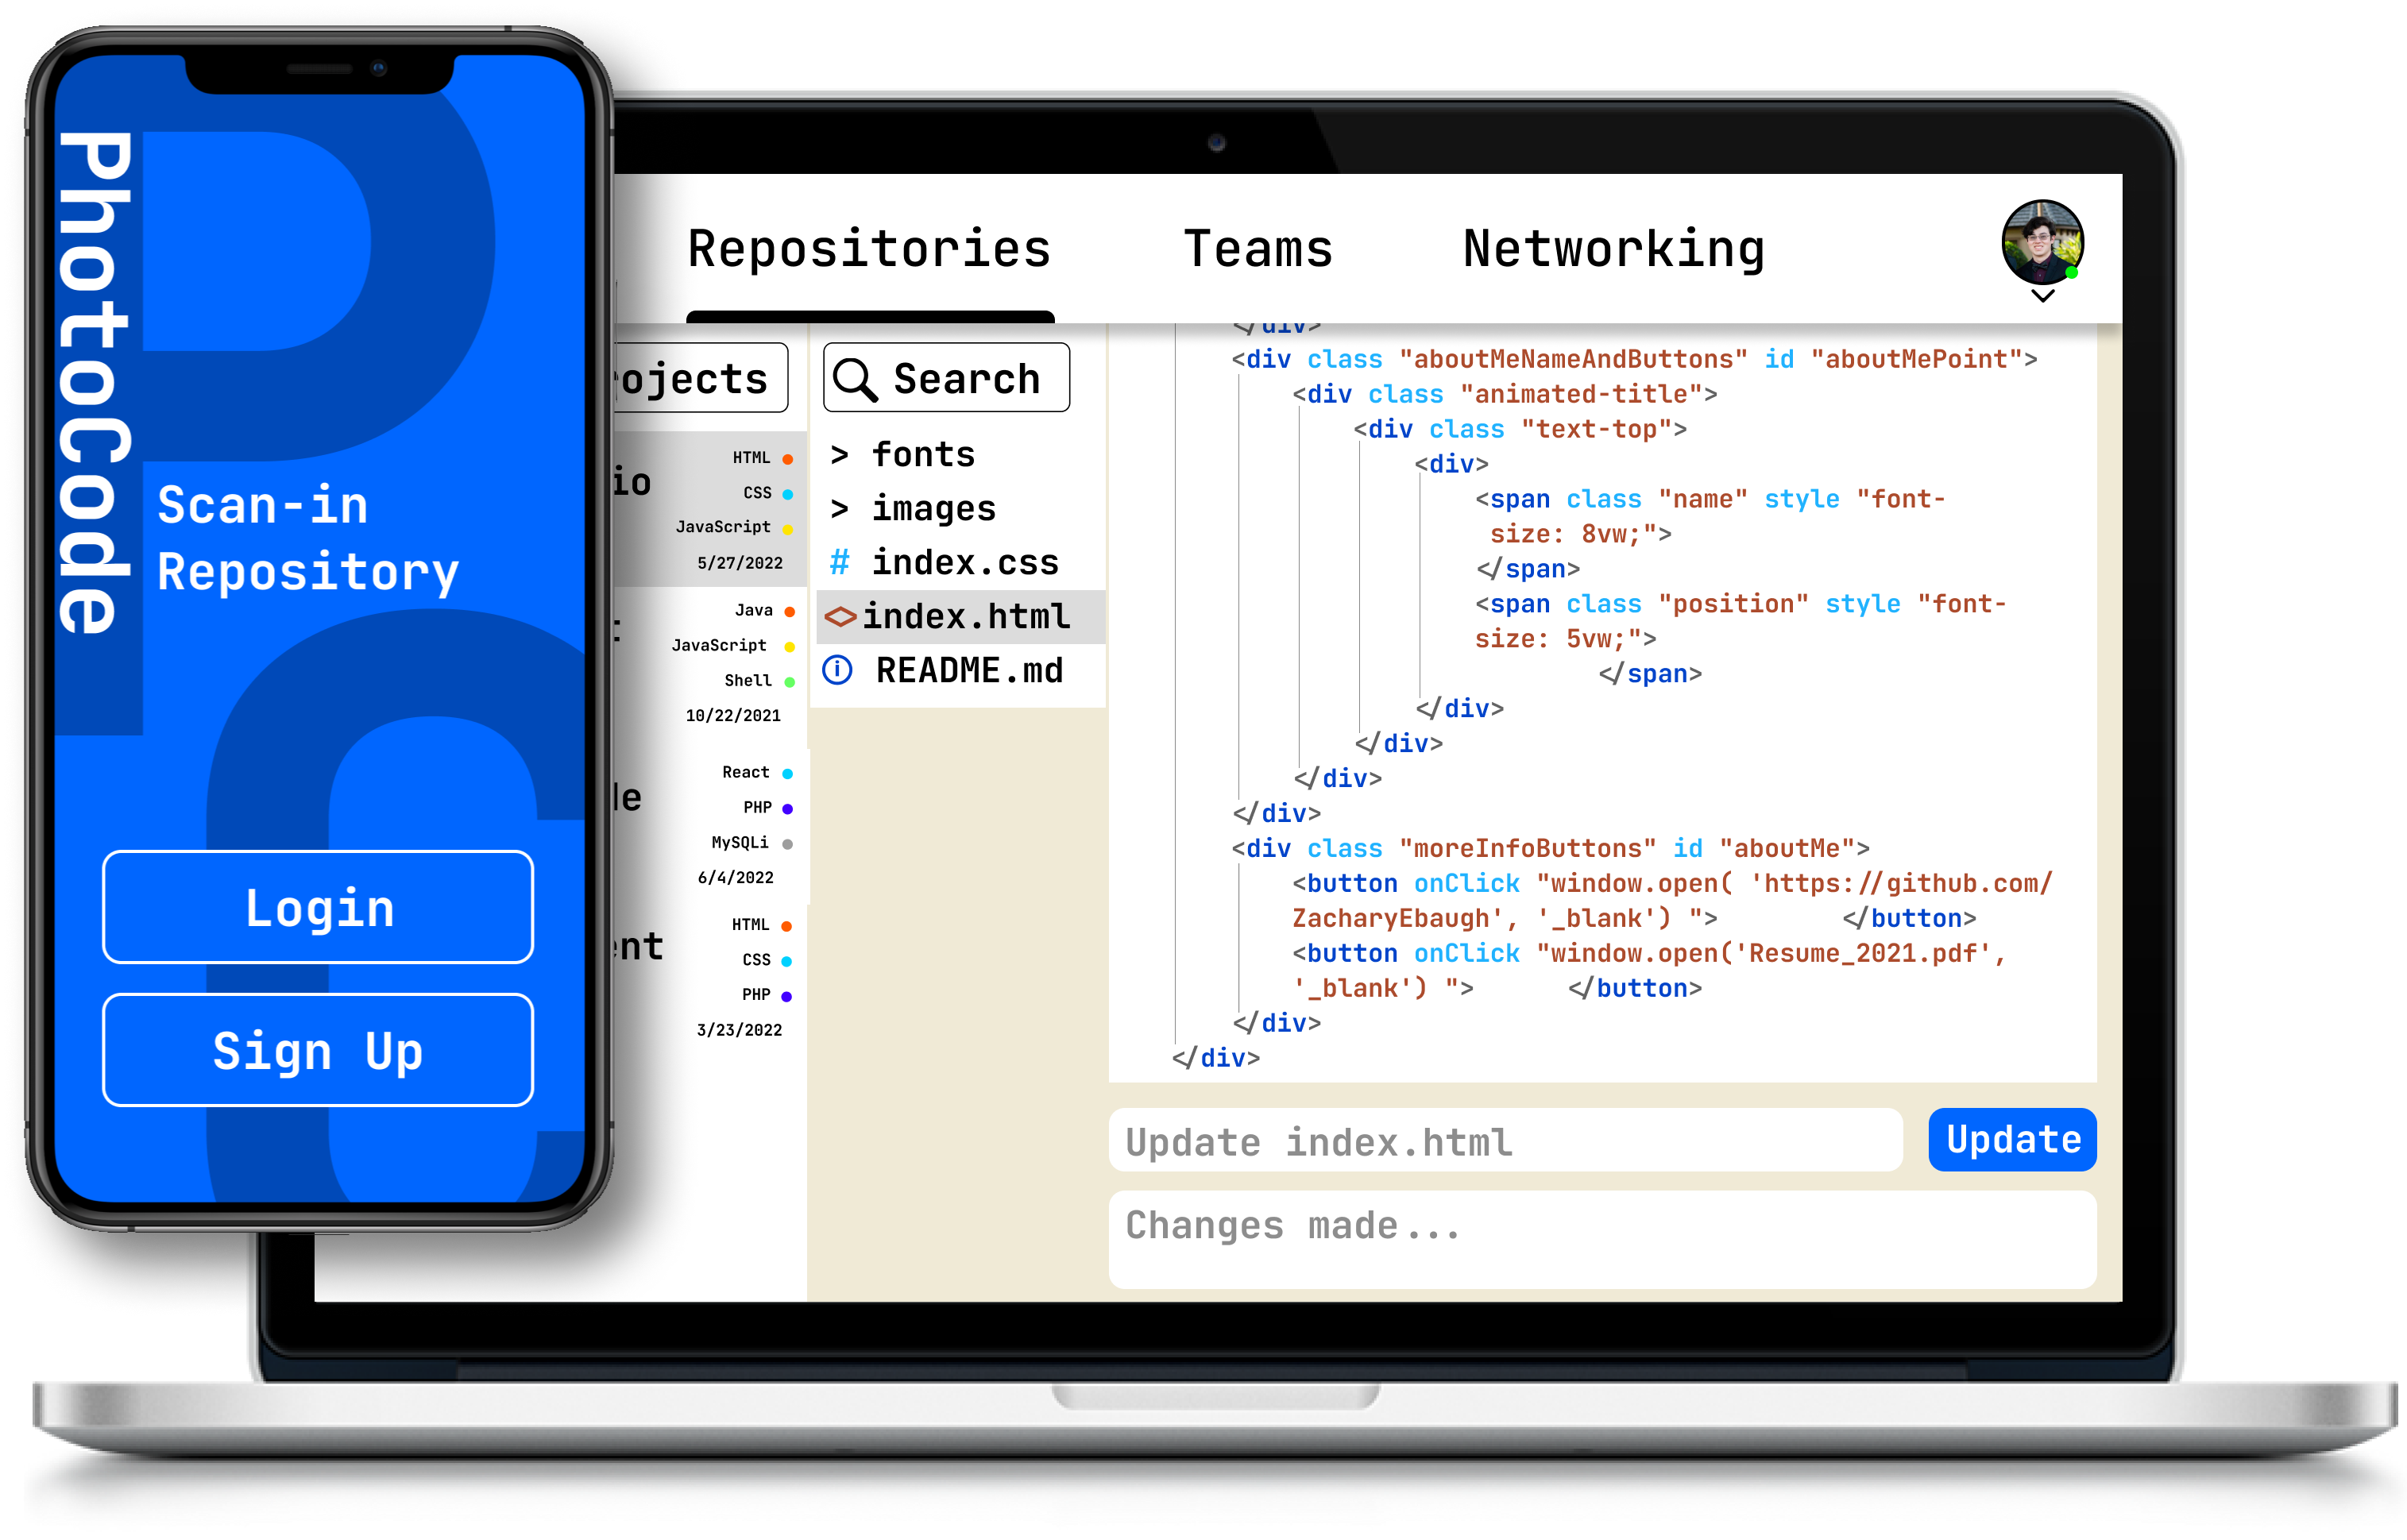 PhotoCode
Scan-in
Repository
Login
Sign Up
Repositories
Teams
Networking
HTML
CSS
JavaScript
5/27/2022
Java
JavaScript
Shell
10/22/2021
React
PHP
MySQLi
6/4/2022
HTML
CSS
PHP
3/23/2022
Search
> fonts
> images
# index.css
<> index.html
i README.md
</div>
<div class "aboutMeNameAndButtons" id "aboutMePoint">
<div class "animated-title">
<div class "text-top">
<div>
<span class "name" style "font-
size: 8vw;">
</span>
<span class "position" style "font-
size: 5vw;">
</span>
</div>
</div>
</div>
</div>
<div class "moreInfoButtons" id "aboutMe">
<button onClick "window.open( 'https://github.com/
ZacharyEbaugh', '_blank') "> </button>
<button onClick "window.open('Resume_2021.pdf',
'_blank') "> </button>
</div>
</div>
Update index.html
Update
Changes made...